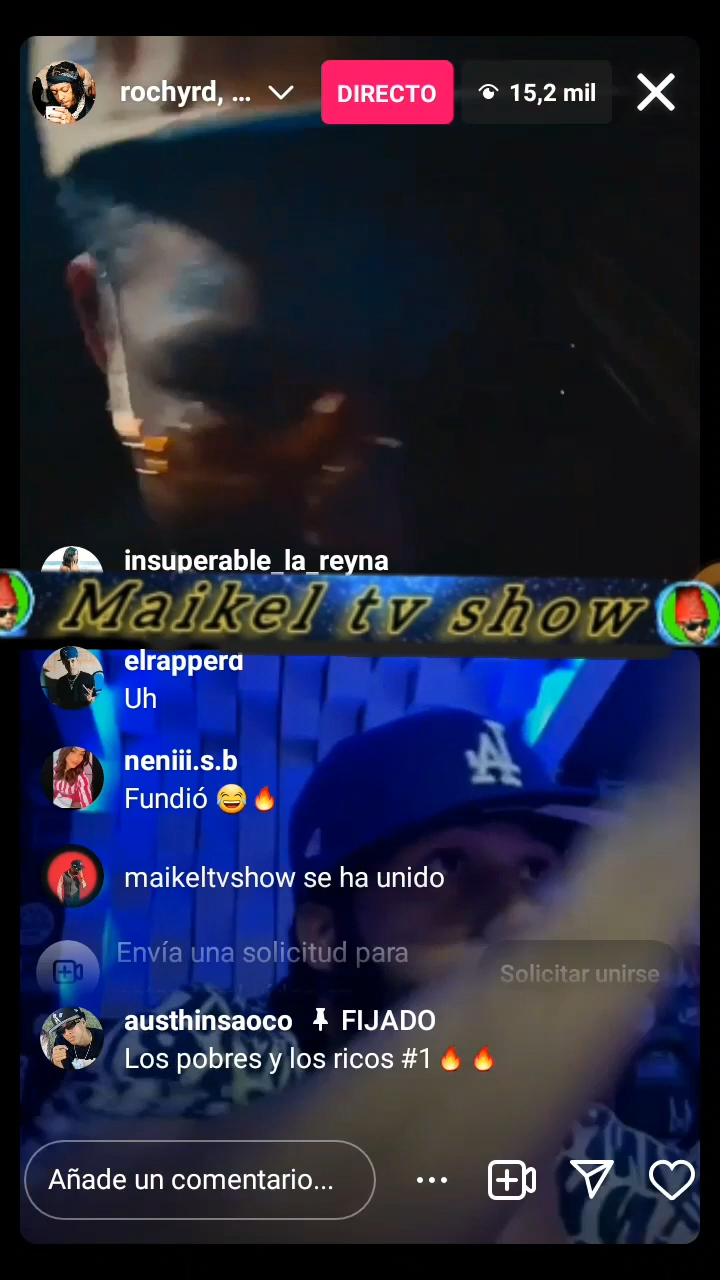 rochyrd, ...
DIRECTO
15,2 mil
insuperable_la_reyna
Maikel tv show
elrapperd
Uh
LA
neniii.s.b
Fundió 😂🔥
maikeltvshow se ha unido
Envía una solicitud para
Solicitar unirse
austhinsaoco FIJADO
Los pobres y los ricos #1🔥🔥
Añade un comentario...